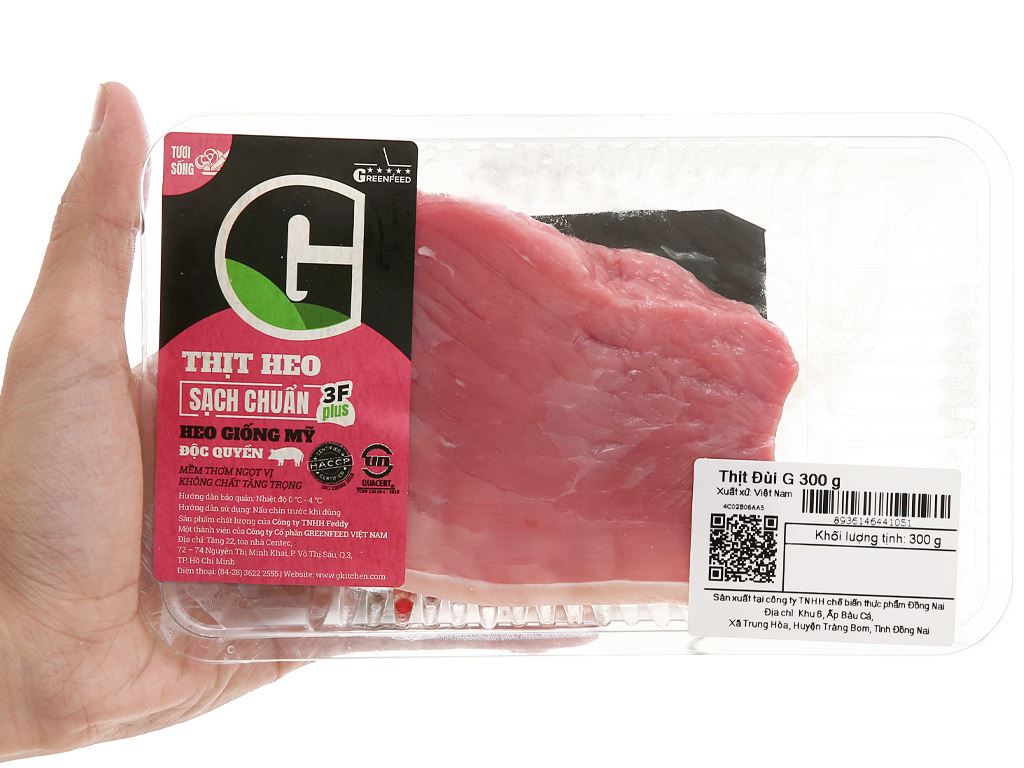 TƯƠI
SỐNG
GREENFEED
G
THỊT HEO
SẠCH CHUẨN
3F
plus
HEO GIỐNG MỸ
ĐỘC QUYỀN
MỀM THƠM NGỌT VỊ
KHÔNG CHẤT TĂNG TRỌNG
CERTIFIED
HACCP
CERTIFIED
QUACERT
Hướng dẫn bảo quản: Nhiệt độ 0 °C - 4 °C
Hướng dẫn sử dụng: Nấu chín trước khi dùng
Sản phẩm chất lượng của Công ty TNHH Feddy
Một thành viên của Công ty Cổ phần GREENFEED VIỆT NAM
Địa chỉ: Tầng 22, tòa nhà Centec,
72 – 74 Nguyễn Thị Minh Khai, P. Võ Thị Sáu, Q.3,
TP. Hồ Chí Minh
Điện thoại: (84-28) 3622 2555 | Website: www.gkitchen.com
Thịt Đùi G 300 g
Xuất xứ: Việt Nam
4C02B06AA5
8936146441051
Khối lượng tịnh: 300 g
Sản xuất tại công ty TNHH chế biến thực phẩm Đồng Nai
Địa chỉ: Khu 6, Ấp Bàu Cá,
Xã Trung Hòa, Huyện Trảng Bom, Tỉnh Đồng Nai